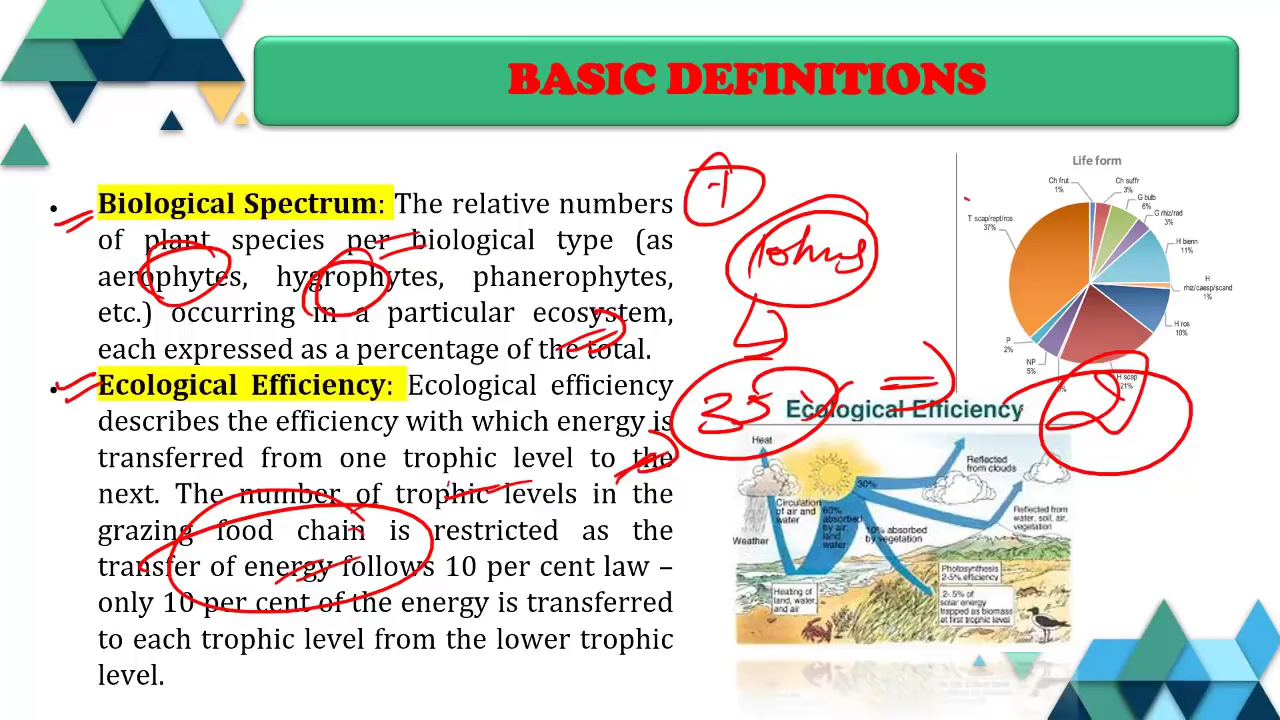 BASIC DEFINITIONS
• Biological Spectrum: The relative numbers
of plant species per biological type (as
aerophytes, hygrophytes, phanerophytes,
etc.) occurring in a particular ecosystem,
each expressed as a percentage of the total.
• Ecological Efficiency: Ecological efficiency
describes the efficiency with which energy is
transferred from one trophic level to the
next. The number of trophic levels in the
grazing food chain is restricted as the
transfer of energy follows 10 per cent law –
only 10 per cent of the energy is transferred
to each trophic level from the lower trophic
level.
Life form
Ch frut
1%
Ch suffr
3%
G bulb
6%
G rhiz/rad
3%
H bienn
11%
H
rhiz/caesp/scand
1%
H ros
10%
H scap
21%
NP
5%
P
2%
T scap/rept/ros
37%
35
Ecological Efficiency
Heat
30%
Reflected
from clouds
Circulation
of air and
water
60%
absorbed
by air,
land
water
10% absorbed
by vegetation
Reflected from
water, soil, air,
vegetation
Weather
Heating of
land, water,
and air
Photosynthesis
2-5% efficiency
.2-.5% of
solar energy
trapped as biomass
at first trophic level